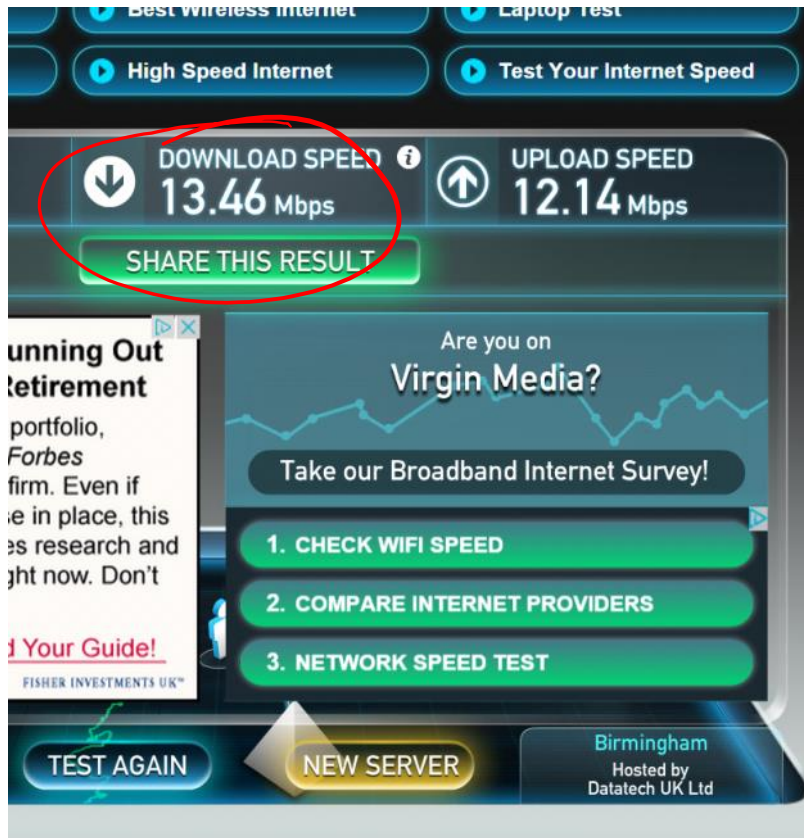 Best Wireless Internet
Laptop Test
High Speed Internet
Test Your Internet Speed
DOWNLOAD SPEED i
13.46 Mbps
UPLOAD SPEED
12.14 Mbps
SHARE THIS RESULT
unning Out
Retirement
portfolio,
Forbes
firm. Even if
e in place, this
es research and
ght now. Don't
d Your Guide!
FISHER INVESTMENTS UK™
Are you on
Virgin Media?
Take our Broadband Internet Survey!
1. CHECK WIFI SPEED
2. COMPARE INTERNET PROVIDERS
3. NETWORK SPEED TEST
TEST AGAIN
NEW SERVER
Birmingham
Hosted by
Datatech UK Ltd